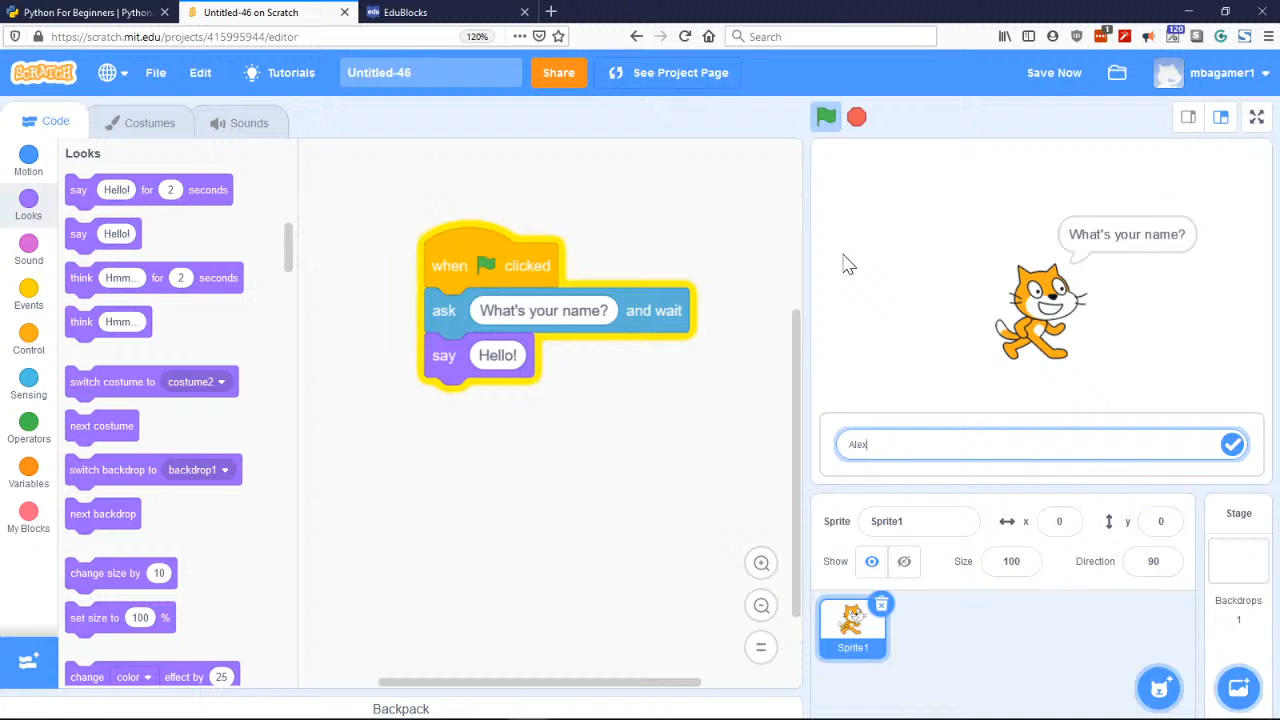 Python For Beginners | Python.
Untitled-46 on Scratch
EduBlocks
https://scratch.mit.edu/projects/415995944/editor
120%
Search
120
SCRATCH
File
Edit
Tutorials
Untitled-46
Share
See Project Page
Save Now
mbagamer1
Code
Costumes
Sounds
Motion
Looks
Sound
Events
Control
Sensing
Operators
Variables
My Blocks
Looks
say Hello! for 2 seconds
say Hello!
think Hmm... for 2 seconds
think Hmm...
switch costume to costume2
next costume
switch backdrop to backdrop1
next backdrop
change size by 10
set size to 100 %
change color effect by 25
when clicked
ask What's your name? and wait
say Hello!
What's your name?
Alex
Sprite Sprite1 x 0 y 0
Show Size 100 Direction 90
Sprite1
Stage
Backdrops
1
Backpack